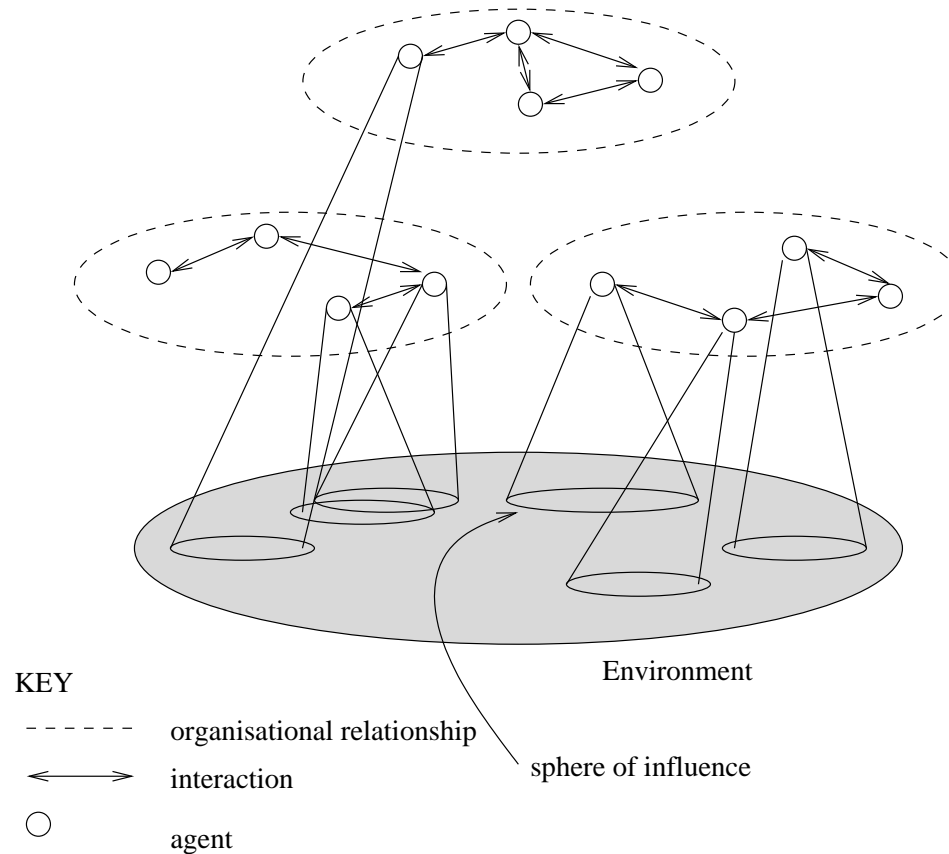 Environment
KEY
organisational relationship
sphere of influence
interaction
agent